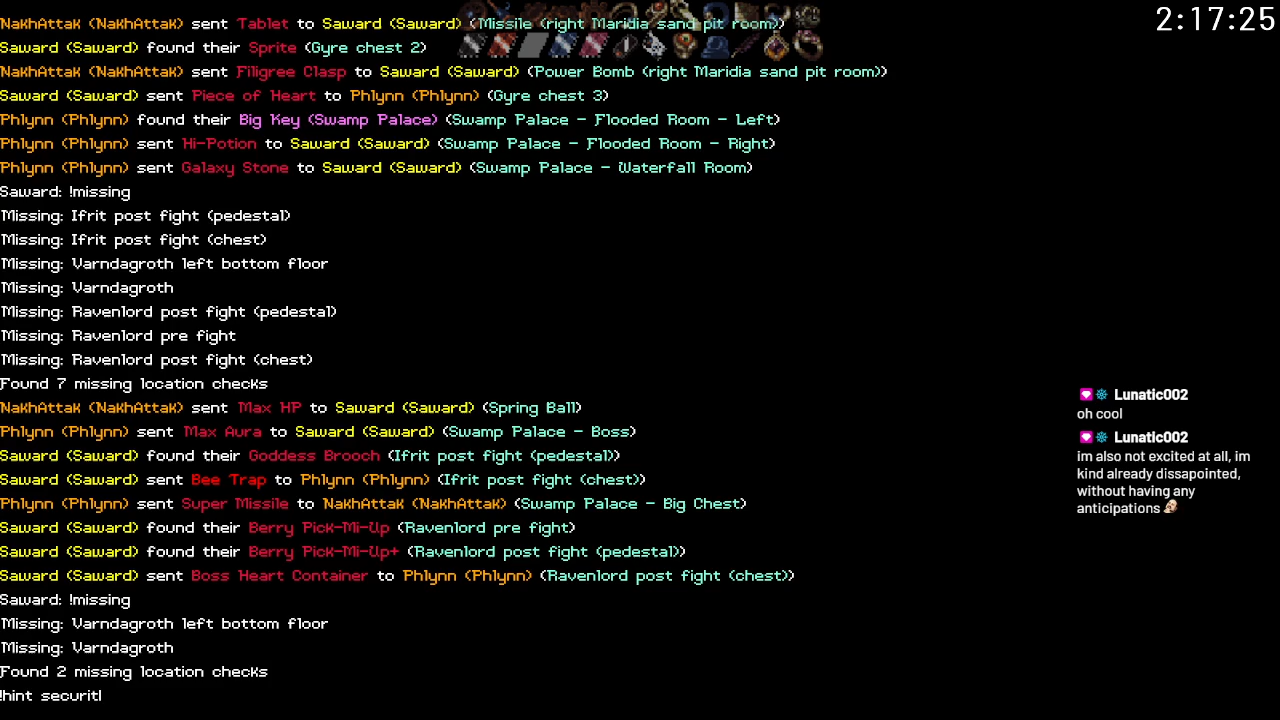 NakhAttak (NakhAttak) sent Tablet to Saward (Saward) (Missile (right Maridia sand pit room))
2:17:25
Saward (Saward) found their Sprite (Gyre chest 2)
NakhAttak (NakhAttak) sent Filigree Clasp to Saward (Saward) (Power Bomb (right Maridia sand pit room))
Saward (Saward) sent Piece of Heart to Phlynn (Phlynn) (Gyre chest 3)
Phlynn (Phlynn) found their Big Key (Swamp Palace) (Swamp Palace - Flooded Room - Left)
Phlynn (Phlynn) sent Hi-Potion to Saward (Saward) (Swamp Palace - Flooded Room - Right)
Phlynn (Phlynn) sent Galaxy Stone to Saward (Saward) (Swamp Palace - Waterfall Room)
Saward: !missing
Missing: Ifrit post fight (pedestal)
Missing: Ifrit post fight (chest)
Missing: Varndagroth left bottom floor
Missing: Varndagroth
Missing: Ravenlord post fight (pedestal)
Missing: Ravenlord pre fight
Missing: Ravenlord post fight (chest)
Found 7 missing location checks
NakhAttak (NakhAttak) sent Max HP to Saward (Saward) (Spring Ball)
Phlynn (Phlynn) sent Max Aura to Saward (Saward) (Swamp Palace - Boss)
Saward (Saward) found their Goddess Brooch (Ifrit post fight (pedestal))
Saward (Saward) sent Bee Trap to Phlynn (Phlynn) (Ifrit post fight (chest))
Phlynn (Phlynn) sent Super Missile to NakhAttak (NakhAttak) (Swamp Palace - Big Chest)
Saward (Saward) found their Berry Pick-Mi-Up (Ravenlord pre fight)
Saward (Saward) found their Berry Pick-Mi-Up+ (Ravenlord post fight (pedestal))
Saward (Saward) sent Boss Heart Container to Phlynn (Phlynn) (Ravenlord post fight (chest))
Saward: !missing
Missing: Varndagroth left bottom floor
Missing: Varndagroth
Found 2 missing location checks
!hint securit
Lunatic002
oh cool
Lunatic002
im also not excited at all, im
kind already dissapointed,
without having any
anticipations